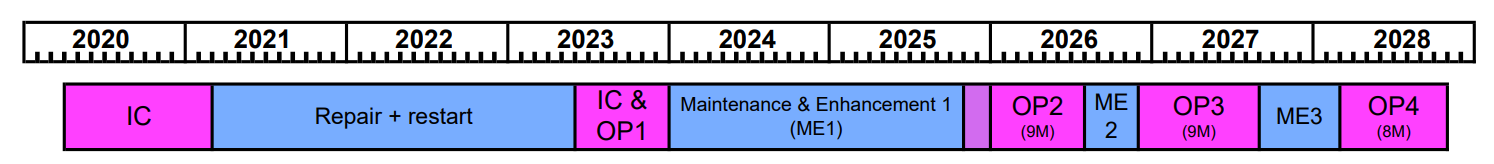 2020 2021 2022 2023 2024 2025 2026 2027 2028
IC
Repair + restart
IC &
OP1
Maintenance & Enhancement 1
(ME1)
OP2
(9M)
ME
2
OP3
(9M)
ME3
OP4
(8M)